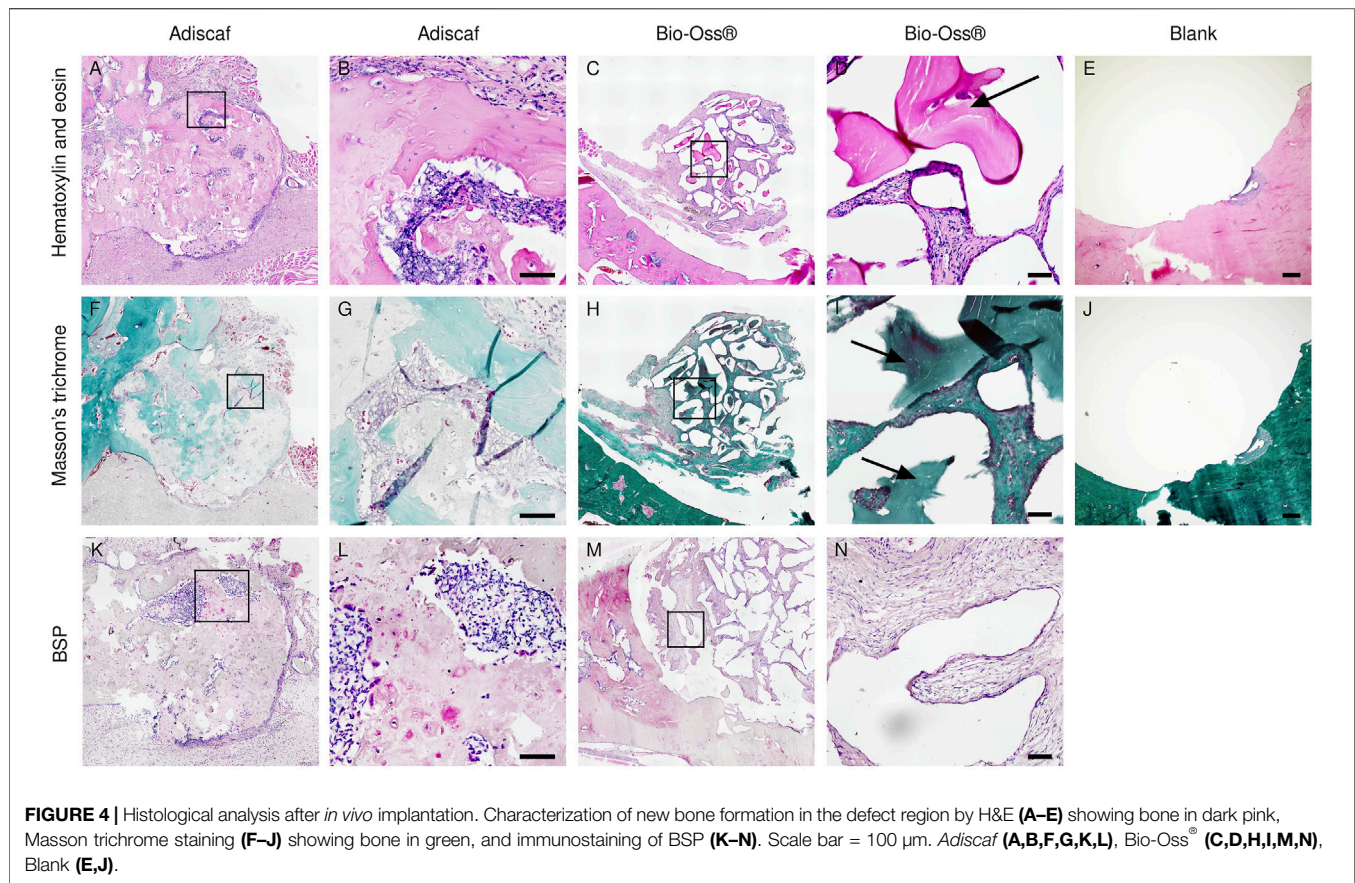 Adiscaf Adiscaf Bio-Oss® Bio-Oss® Blank
Hematoxylin and eosin
A B C D E
Masson's trichrome
F G H I J
BSP
K L M N
FIGURE 4 | Histological analysis after in vivo implantation. Characterization of new bone formation in the defect region by H&E (A–E) showing bone in dark pink,
Masson trichrome staining (F–J) showing bone in green, and immunostaining of BSP (K–N). Scale bar = 100 µm. Adiscaf (A,B,F,G,K,L), Bio-Oss® (C,D,H,I,M,N),
Blank (E,J).